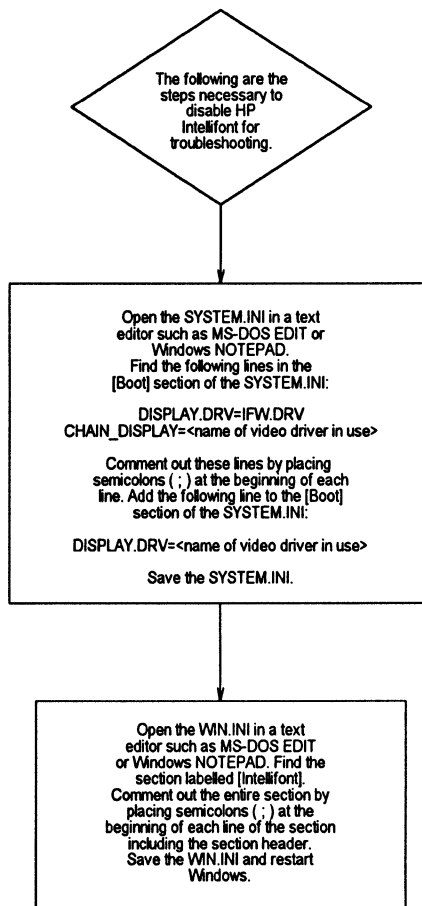 The following are the
steps necessary to
disable HP
Intellifont for
troubleshooting.
Open the SYSTEM.INI in a text
editor such as MS-DOS EDIT or
Windows NOTEPAD.
Find the following lines in the
[Boot] section of the SYSTEM.INI:
DISPLAY.DRV=IFW.DRV
CHAIN_DISPLAY=<name of video driver in use>
Comment out these lines by placing
semicolons ( ; ) at the beginning of each
line. Add the following line to the [Boot]
section of the SYSTEM.INI:
DISPLAY.DRV=<name of video driver in use>
Save the SYSTEM.INI.
Open the WIN.INI in a text
editor such as MS-DOS EDIT
or Windows NOTEPAD. Find the
section labelled [Intellifont].
Comment out the entire section by
placing semicolons ( ; ) at the
beginning of each line of the section
including the section header.
Save the WIN.INI and restart
Windows.